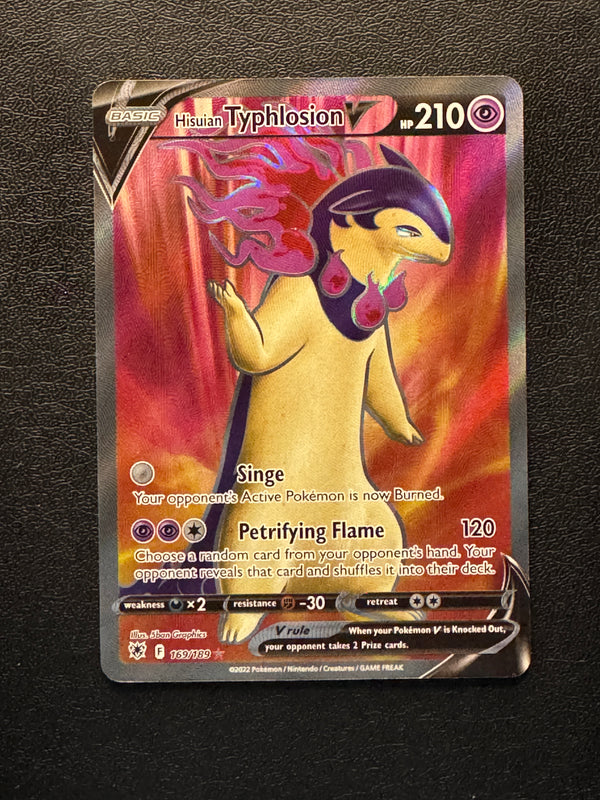 BASIC Hisuian Typhlosion V HP 210
Singe
Your opponent's Active Pokémon is now Burned.
Petrifying Flame 120
Choose a random card from your opponent's hand. Your
opponent reveals that card and shuffles it into their deck.
weakness ×2 resistance -30 retreat
V rule When your Pokémon V is Knocked Out,
your opponent takes 2 Prize cards.
Illus. 5ban Graphics
F 169/189
©2022 Pokémon / Nintendo / Creatures / GAME FREAK